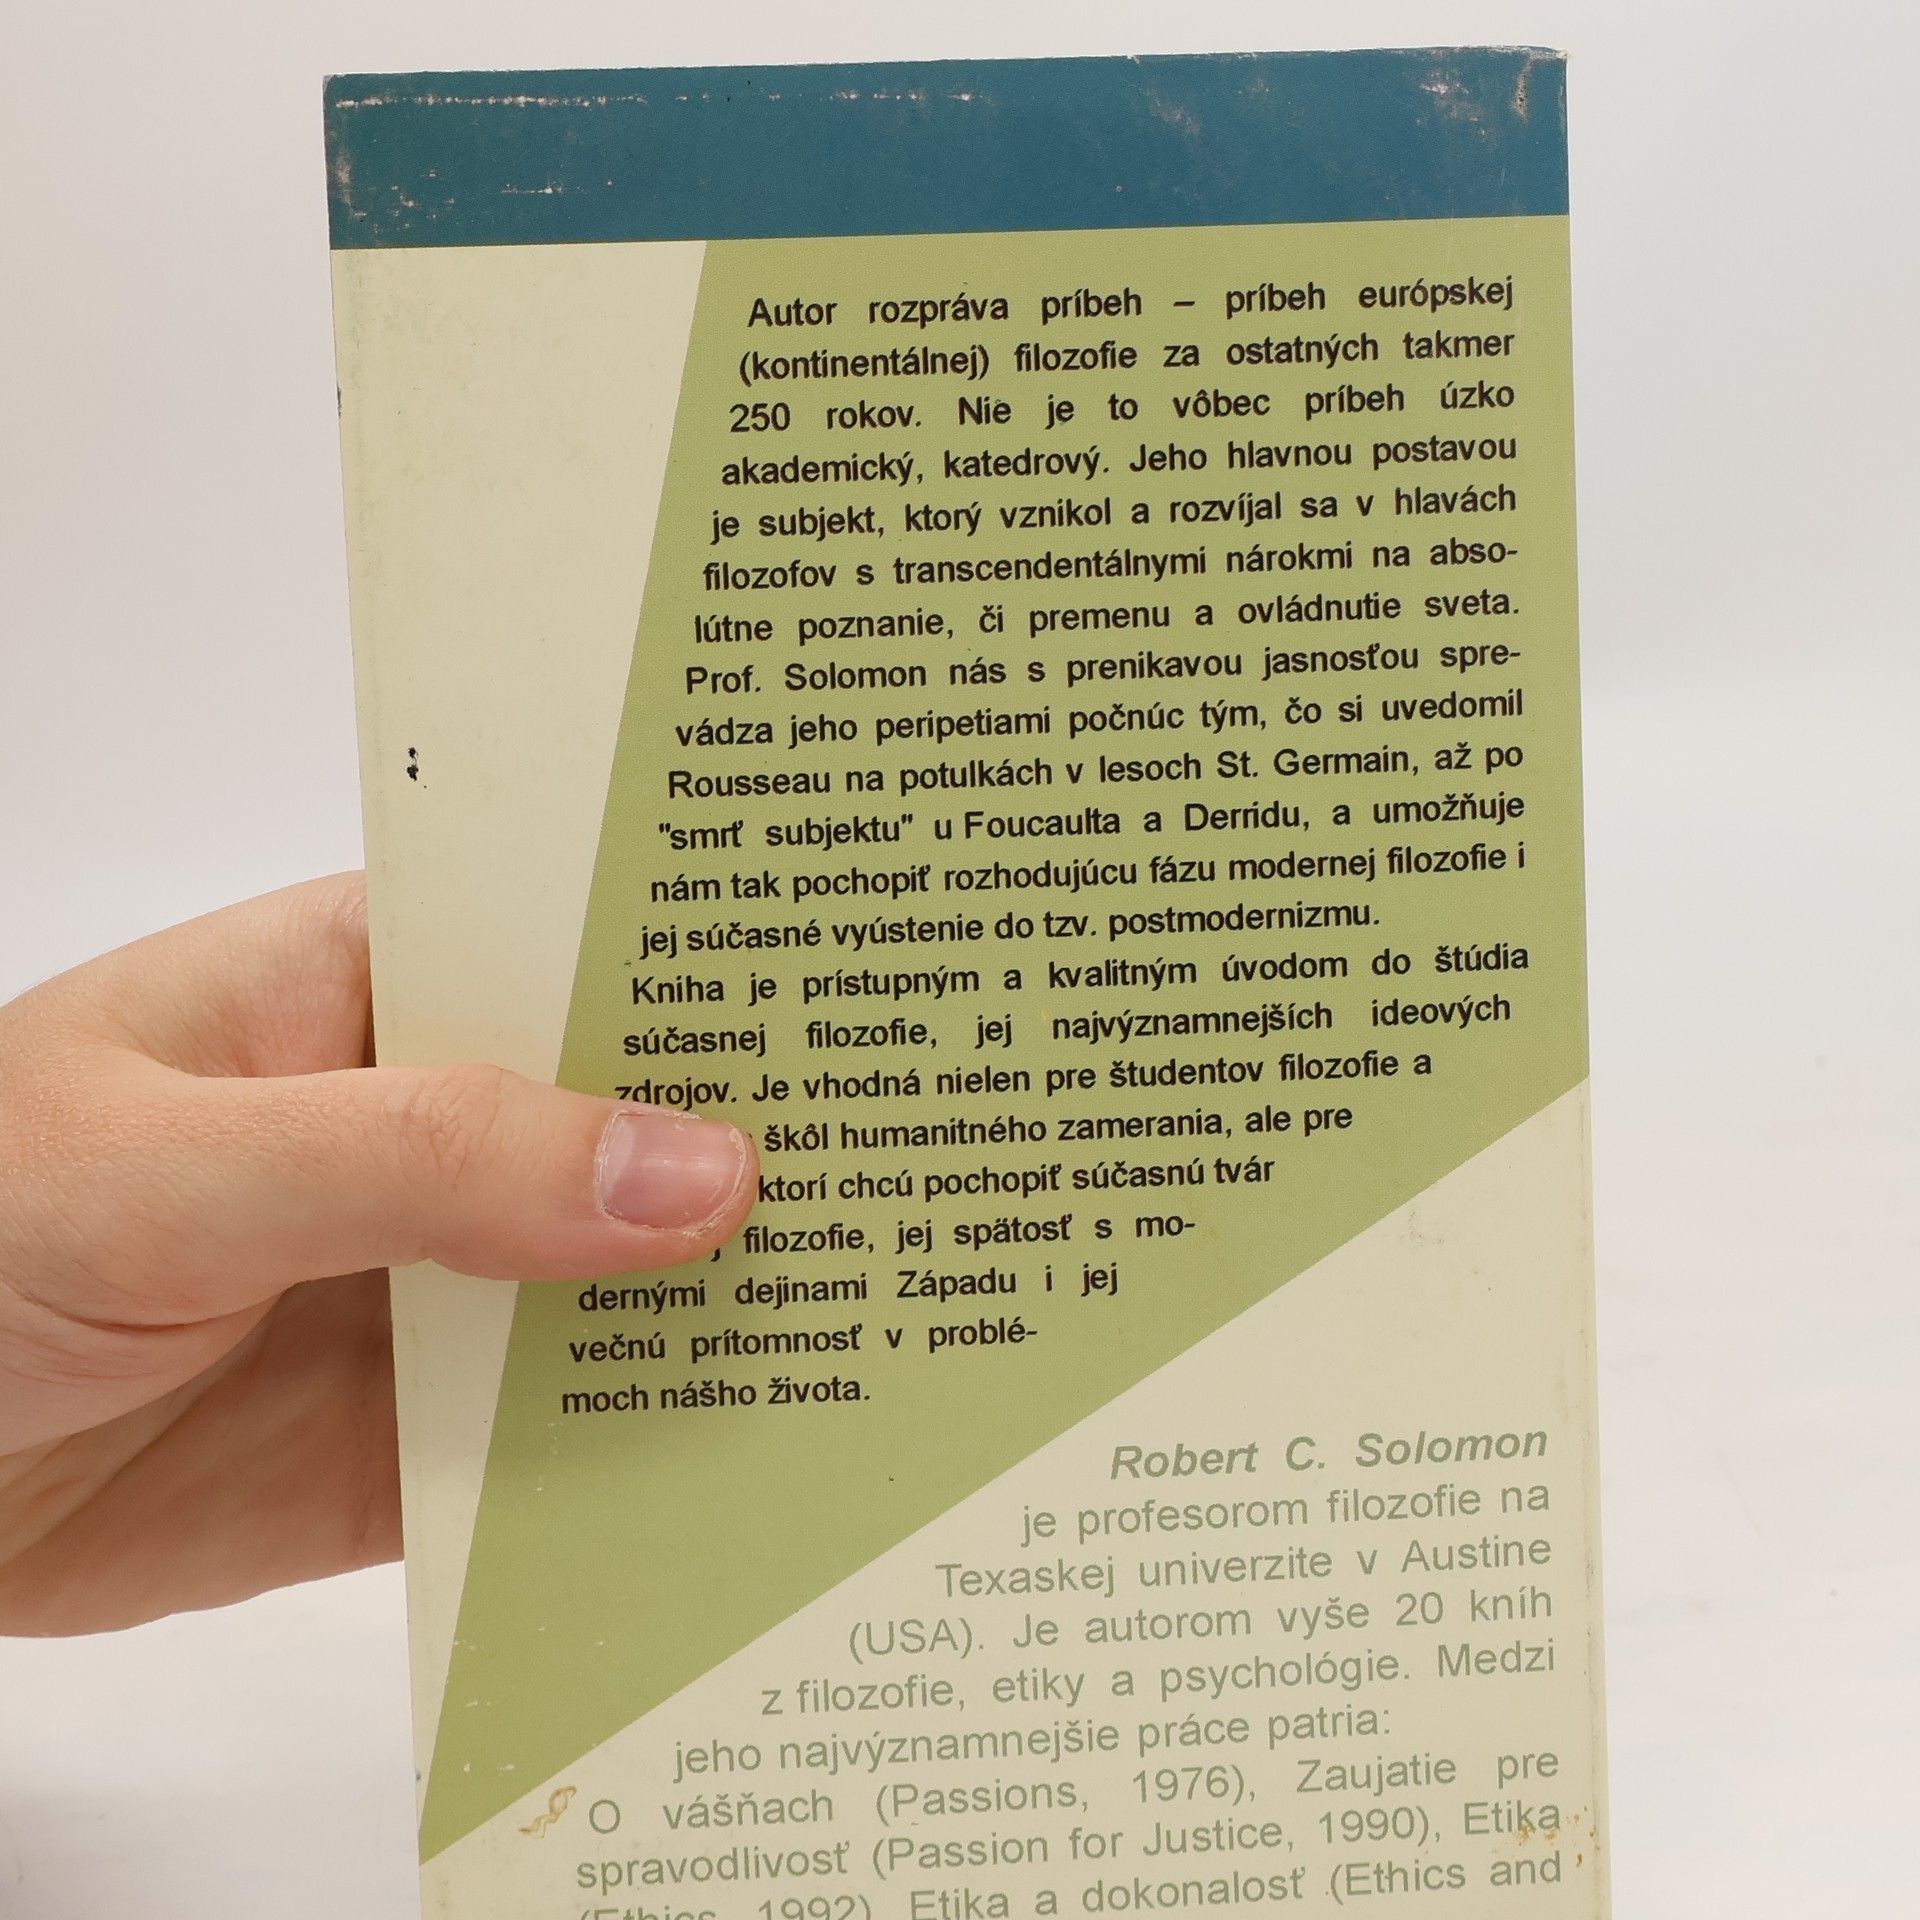 Autor rozpráva príbeh – príbeh európskej
(kontinentálnej) filozofie za ostatných takmer
250 rokov. Nie je to vôbec príbeh úzko
akademický, katedrový. Jeho hlavnou postavou
je subjekt, ktorý vznikol a rozvíjal sa v hlavách
filozofov s transcendentálnymi nárokmi na abso-
lútne poznanie, či premenu a ovládnutie sveta.
Prof. Solomon nás s prenikavou jasnosťou spre-
vádza jeho peripetiami počnúc tým, čo si uvedomil
Rousseau na potulkách v lesoch St. Germain, až po
"smrť subjektu" u Foucaulta a Derridu, a umožňuje
nám tak pochopiť rozhodujúcu fázu modernej filozofie i
jej súčasné vyústenie do tzv. postmodernizmu.
Kniha je prístupným a kvalitným úvodom do štúdia
súčasnej filozofie, jej najvýznamnejších ideových
zdrojov. Je vhodná nielen pre študentov filozofie a
škôl humanitného zamerania, ale pre
ktorí chcú pochopiť súčasnú tvár
filozofie, jej spätosť s mo-
dernými dejinami Západu i jej
večnú prítomnosť v problé-
moch nášho života.
Robert C. Solomon
je profesorom filozofie na
Texaskej univerzite v Austine
(USA). Je autorom vyše 20 kníh
z filozofie, etiky a psychológie. Medzi
jeho najvýznamnejšie práce patria:
O vášňach (Passions, 1976), Zaujatie pre
spravodlivosť (Passion for Justice, 1990), Etika
(Ethics, 1992), Etika a dokonalosť (Ethics and